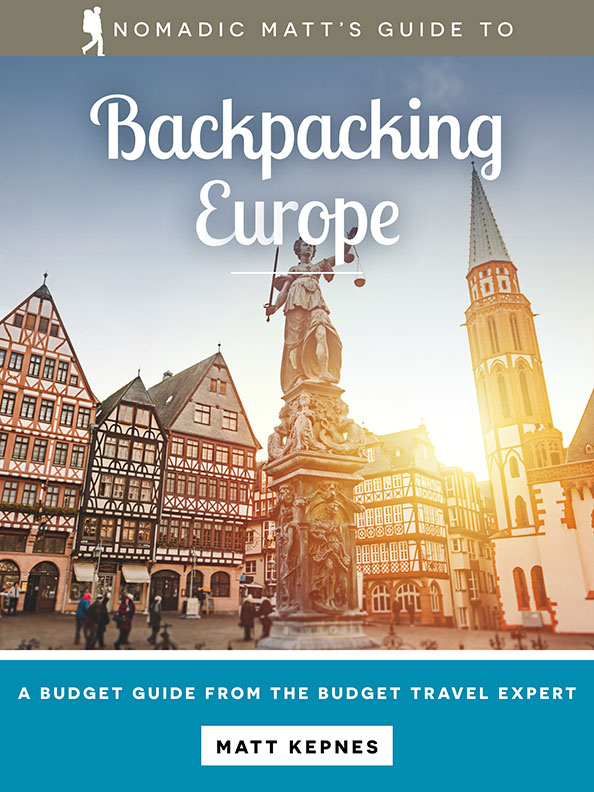 NOMADIC MATT'S GUIDE TO
Backpacking
Europe
A BUDGET GUIDE FROM THE BUDGET TRAVEL EXPERT
MATT KEPNES